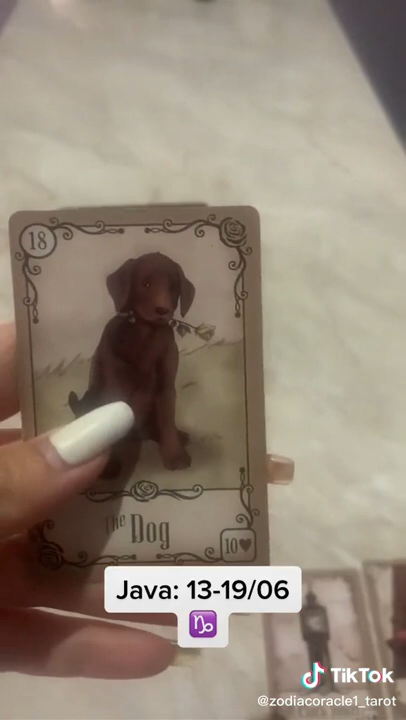 18
The Dog
10♥
Java: 13-19/06
♑
TikTok
@zodiacoracle1_tarot